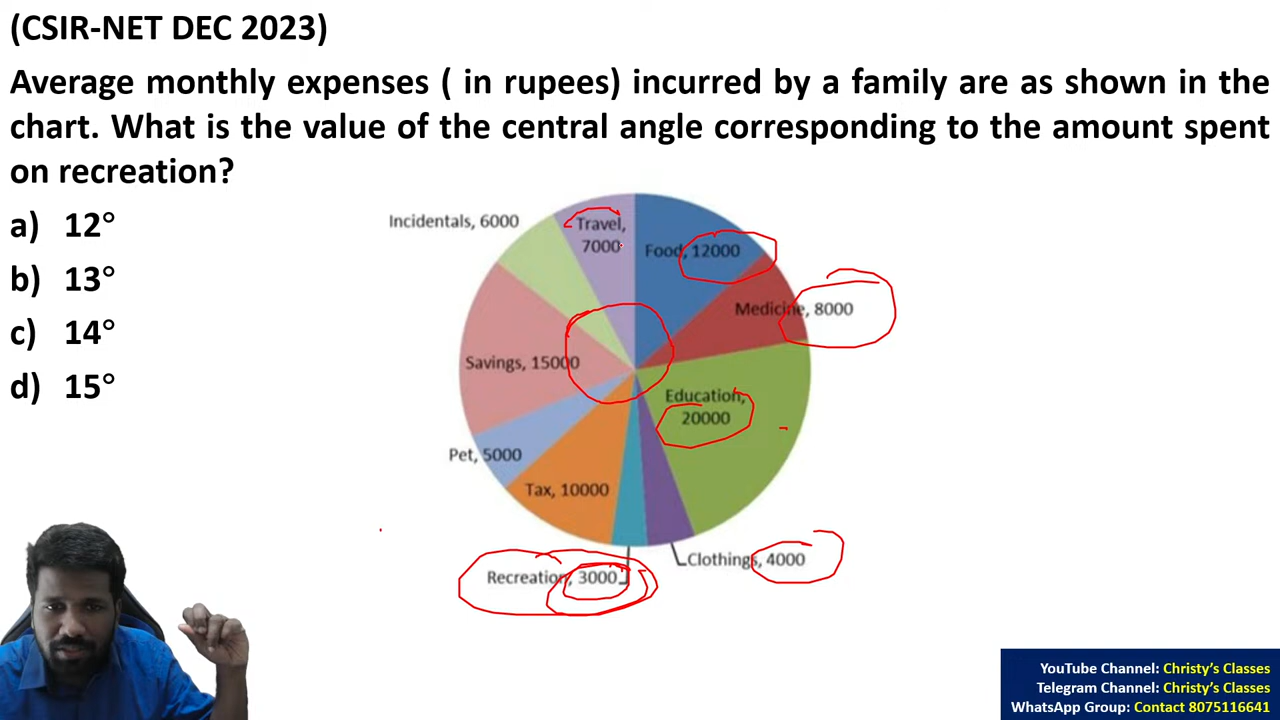 (CSIR-NET DEC 2023)
Average monthly expenses ( in rupees) incurred by a family are as shown in the
chart. What is the value of the central angle corresponding to the amount spent
on recreation?
a) 12°
b) 13°
c) 14°
d) 15°
Incidentals, 6000
Travel,
7000
Food, 12000
Medicine, 8000
Savings, 15000
Education,
20000
Pet, 5000
Tax, 10000
Clothings, 4000
Recreation, 3000
YouTube Channel: Christy's Classes
Telegram Channel: Christy's Classes
WhatsApp Group: Contact 8075116641